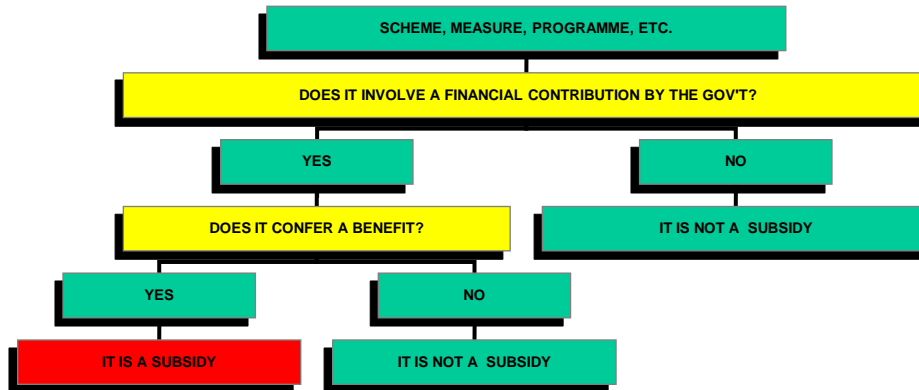 SCHEME, MEASURE, PROGRAMME, ETC.
DOES IT INVOLVE A FINANCIAL CONTRIBUTION BY THE GOV'T?
YES
NO
DOES IT CONFER A BENEFIT?
IT IS NOT A SUBSIDY
YES
NO
IT IS A SUBSIDY
IT IS NOT A SUBSIDY